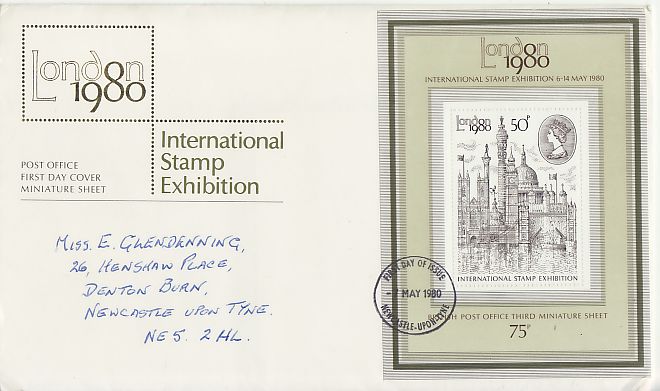 London
1980
International
Stamp
Exhibition
POST OFFICE
FIRST DAY COVER
MINIATURE SHEET
MISS. E. GLENDENNING,
26, HENSHAW PLACE,
DENTON BURN,
NEWCASTLE UPON TYNE.
NE5. 2HL.
London
1980
INTERNATIONAL STAMP EXHIBITION 6-14 MAY 1980
London
1980
50P
INTERNATIONAL STAMP EXHIBITION
FIRST DAY OF ISSUE
- 7 MAY 1980
NEWCASTLE-UPON-TYNE
POST OFFICE THIRD MINIATURE SHEET
75P